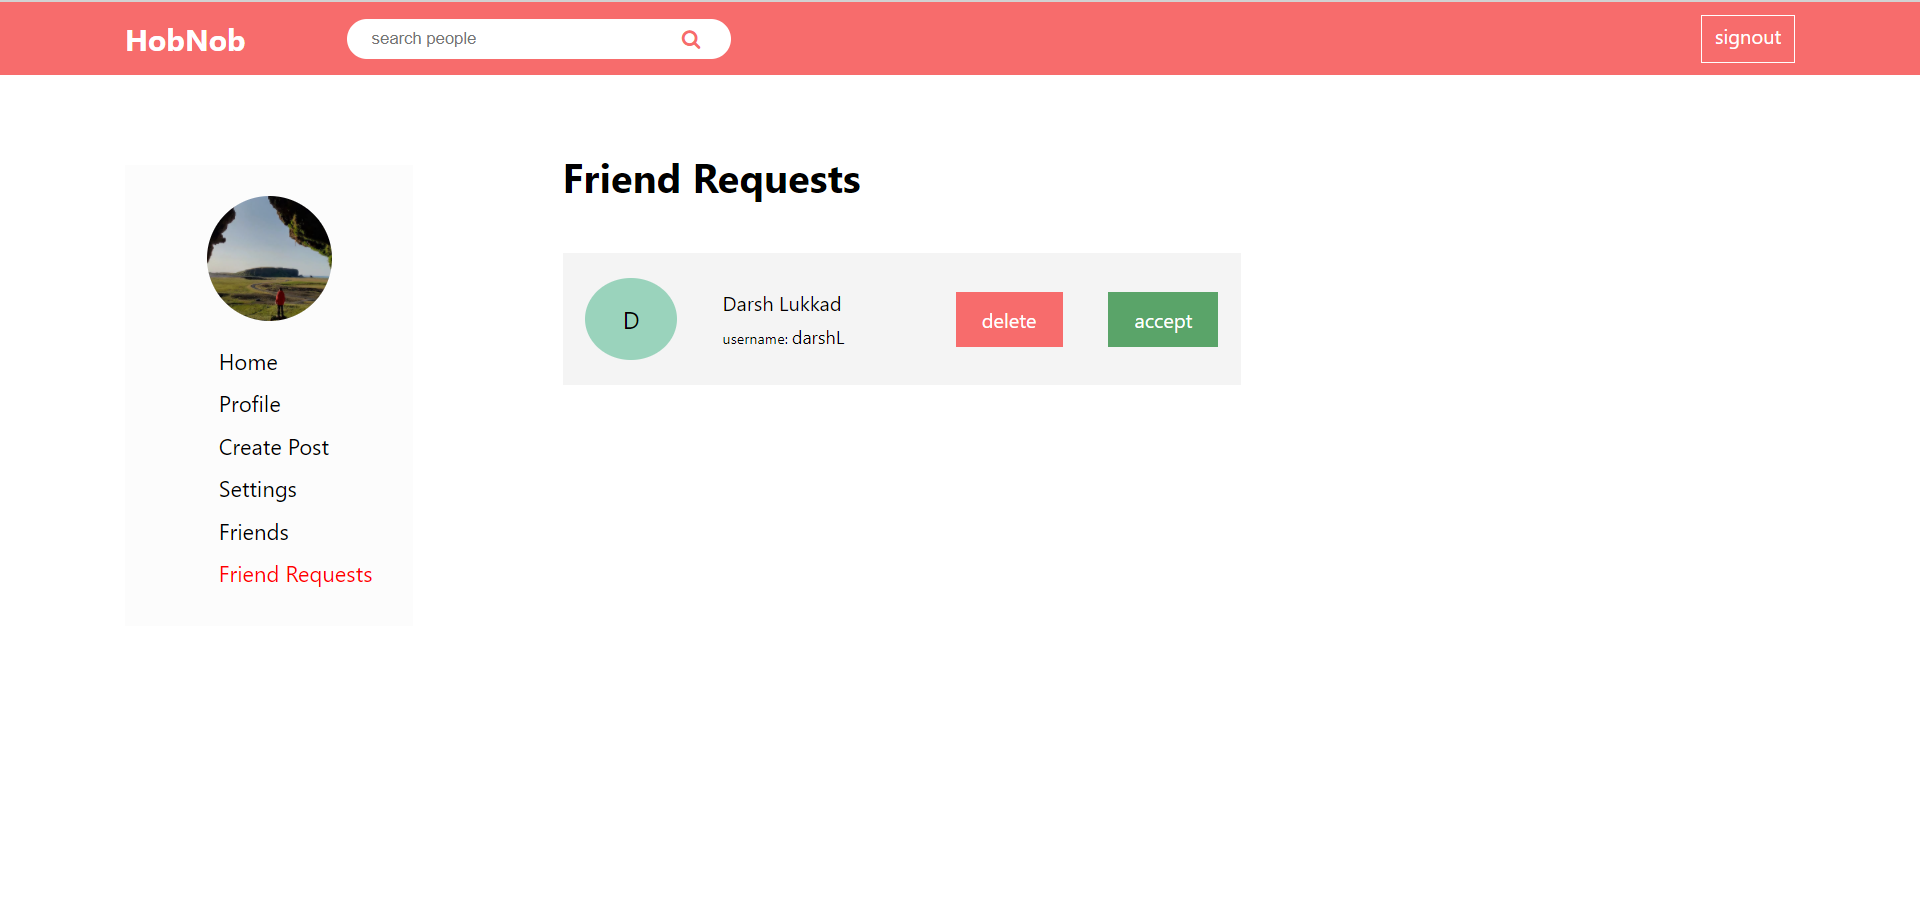 HobNob
search people
signout
Home
Profile
Create Post
Settings
Friends
Friend Requests
Friend Requests
D
Darsh Lukkad
username: darshL
delete
accept